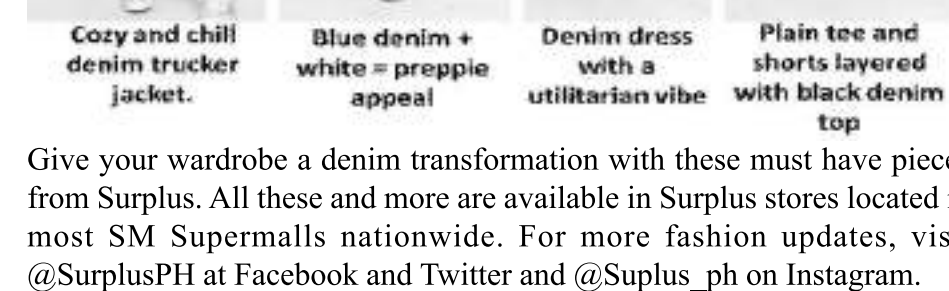 Cozy and chill
denim trucker
jacket.
Blue denim +
white = preppie
appeal
Denim dress
with a
utilitarian vibe
Plain tee and
shorts layered
with black denim
top
Give your wardrobe a denim transformation with these must have piece
from Surplus. All these and more are available in Surplus stores located
most SM Supermalls nationwide. For more fashion updates, vis
@SurplusPH at Facebook and Twitter and @Suplus_ph on Instagram.